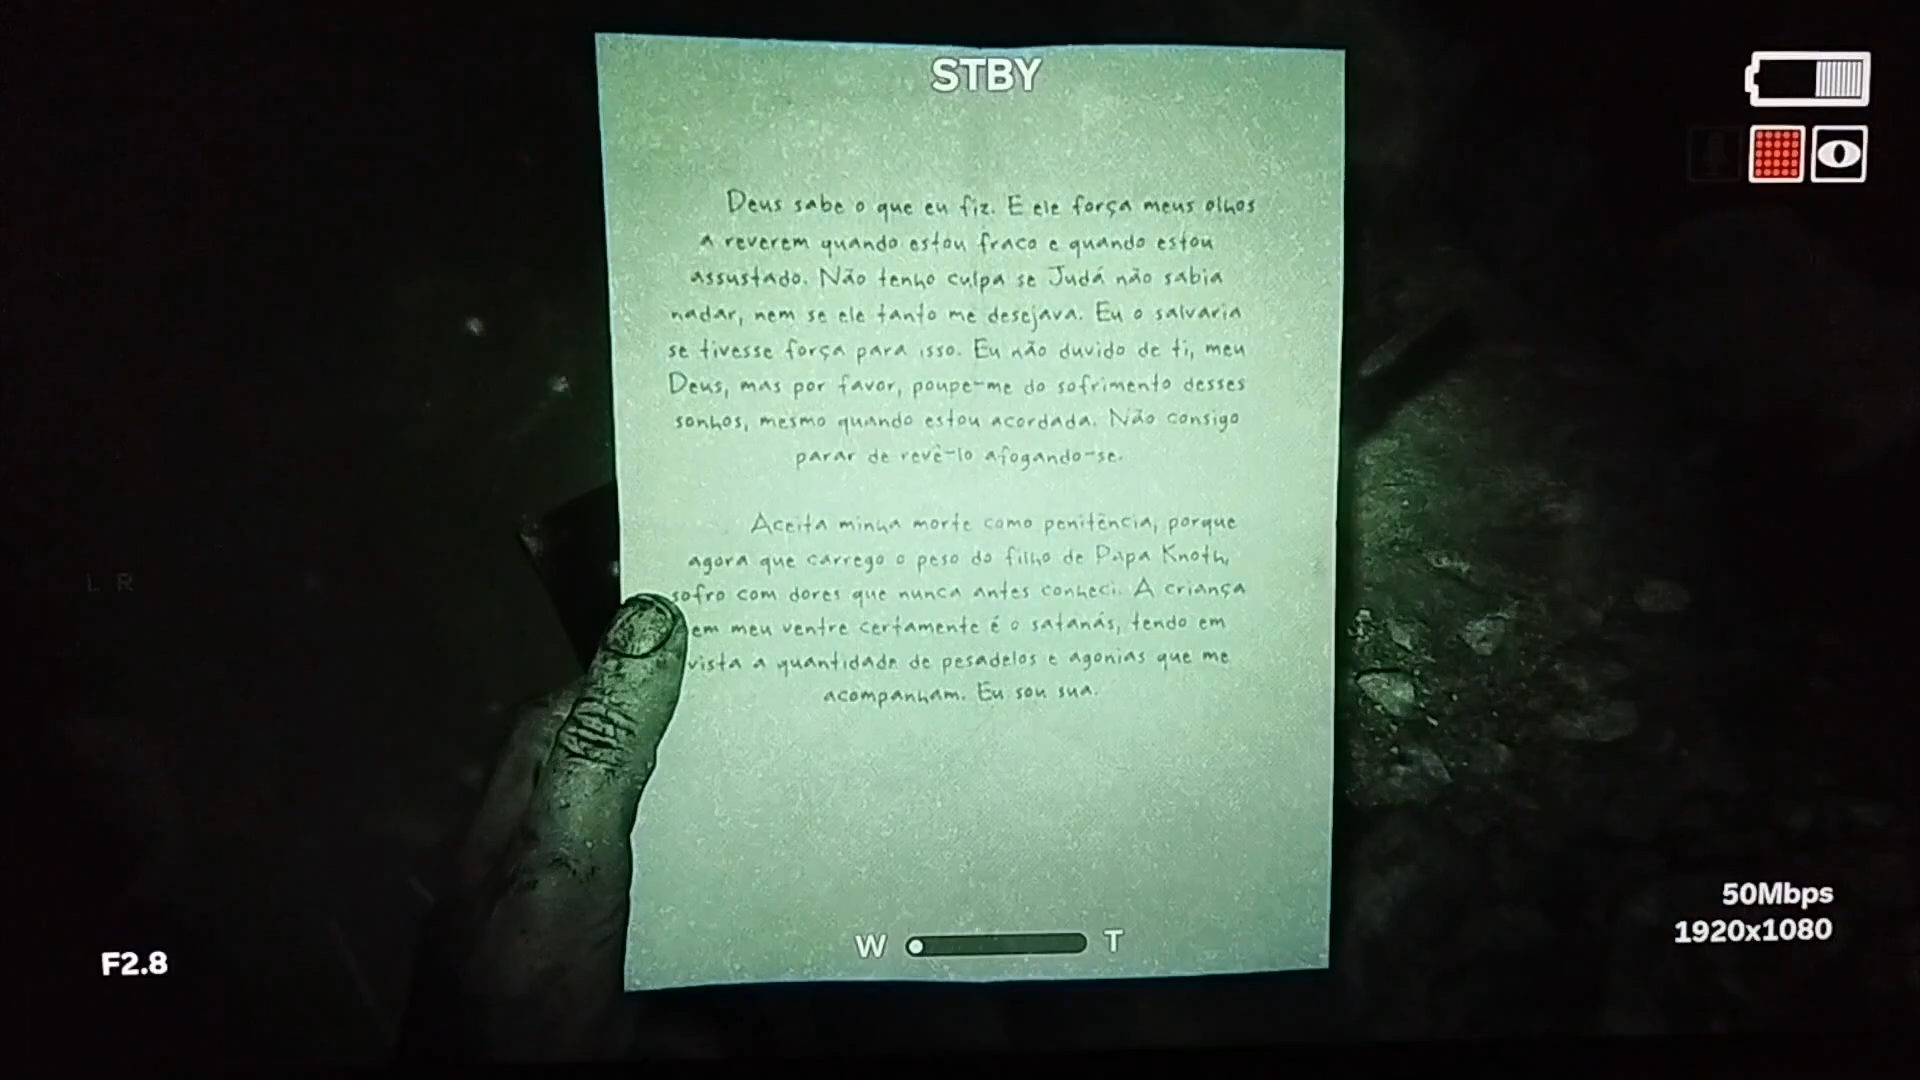 STBY
Deus sabe o que eu fiz. E ele força meus olhos
a reverem quando estou fraco e quando estou
assustado. Não tenho culpa se Judá não sabia
nadar, nem se ele tanto me desejava. Eu o salvaria
se tivesse força para isso. Eu não duvido de ti, meu
Deus, mas por favor, poupe-me do sofrimento desses
sonhos, mesmo quando estou acordada. Não consigo
parar de revê-lo afogando-se.
Aceita minha morte como penitência, porque
agora que carrego o peso do filho de Papa Knoth,
sofro com dores que nunca antes conheci. A criança
em meu ventre certamente é o satanás, tendo em
vista a quantidade de pesadelos e agonias que me
acompanham. Eu sou sua.
L R
50Mbps
1920x1080
F2.8
W T